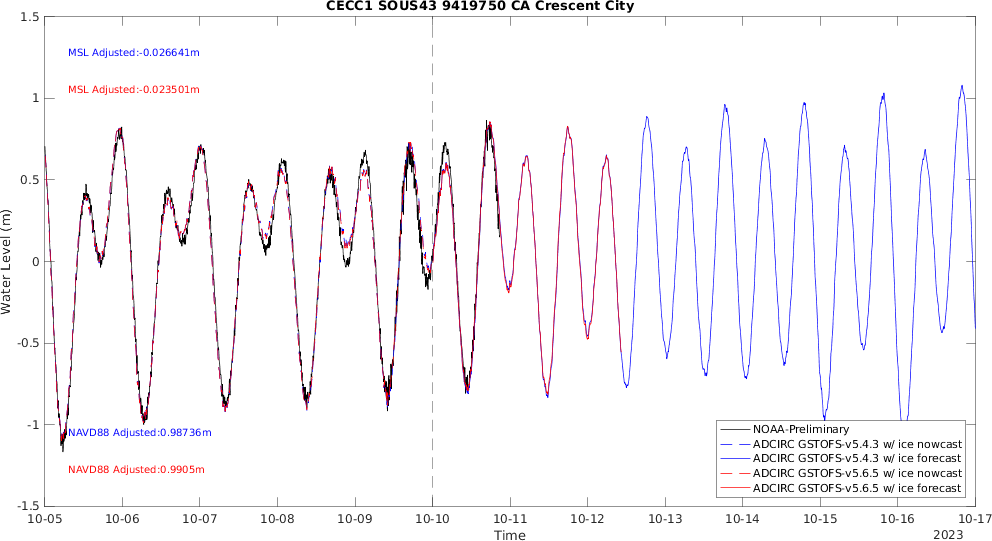 CECC1 SOUS43 9419750 CA Crescent City
1.5
1
0.5
0
-0.5
-1
-1.5
Water Level (m)
MSL Adjusted:-0.026641m
MSL Adjusted:-0.023501m
NAVD88 Adjusted:0.98736m
NAVD88 Adjusted:0.9905m
NOAA-Preliminary
ADCIRC GSTOFS-v5.4.3 w/ ice nowcast
ADCIRC GSTOFS-v5.4.3 w/ ice forecast
ADCIRC GSTOFS-v5.6.5 w/ ice nowcast
ADCIRC GSTOFS-v5.6.5 w/ ice forecast
10-05 10-06 10-07 10-08 10-09 10-10 10-11 10-12 10-13 10-14 10-15 10-16 10-17
Time
2023